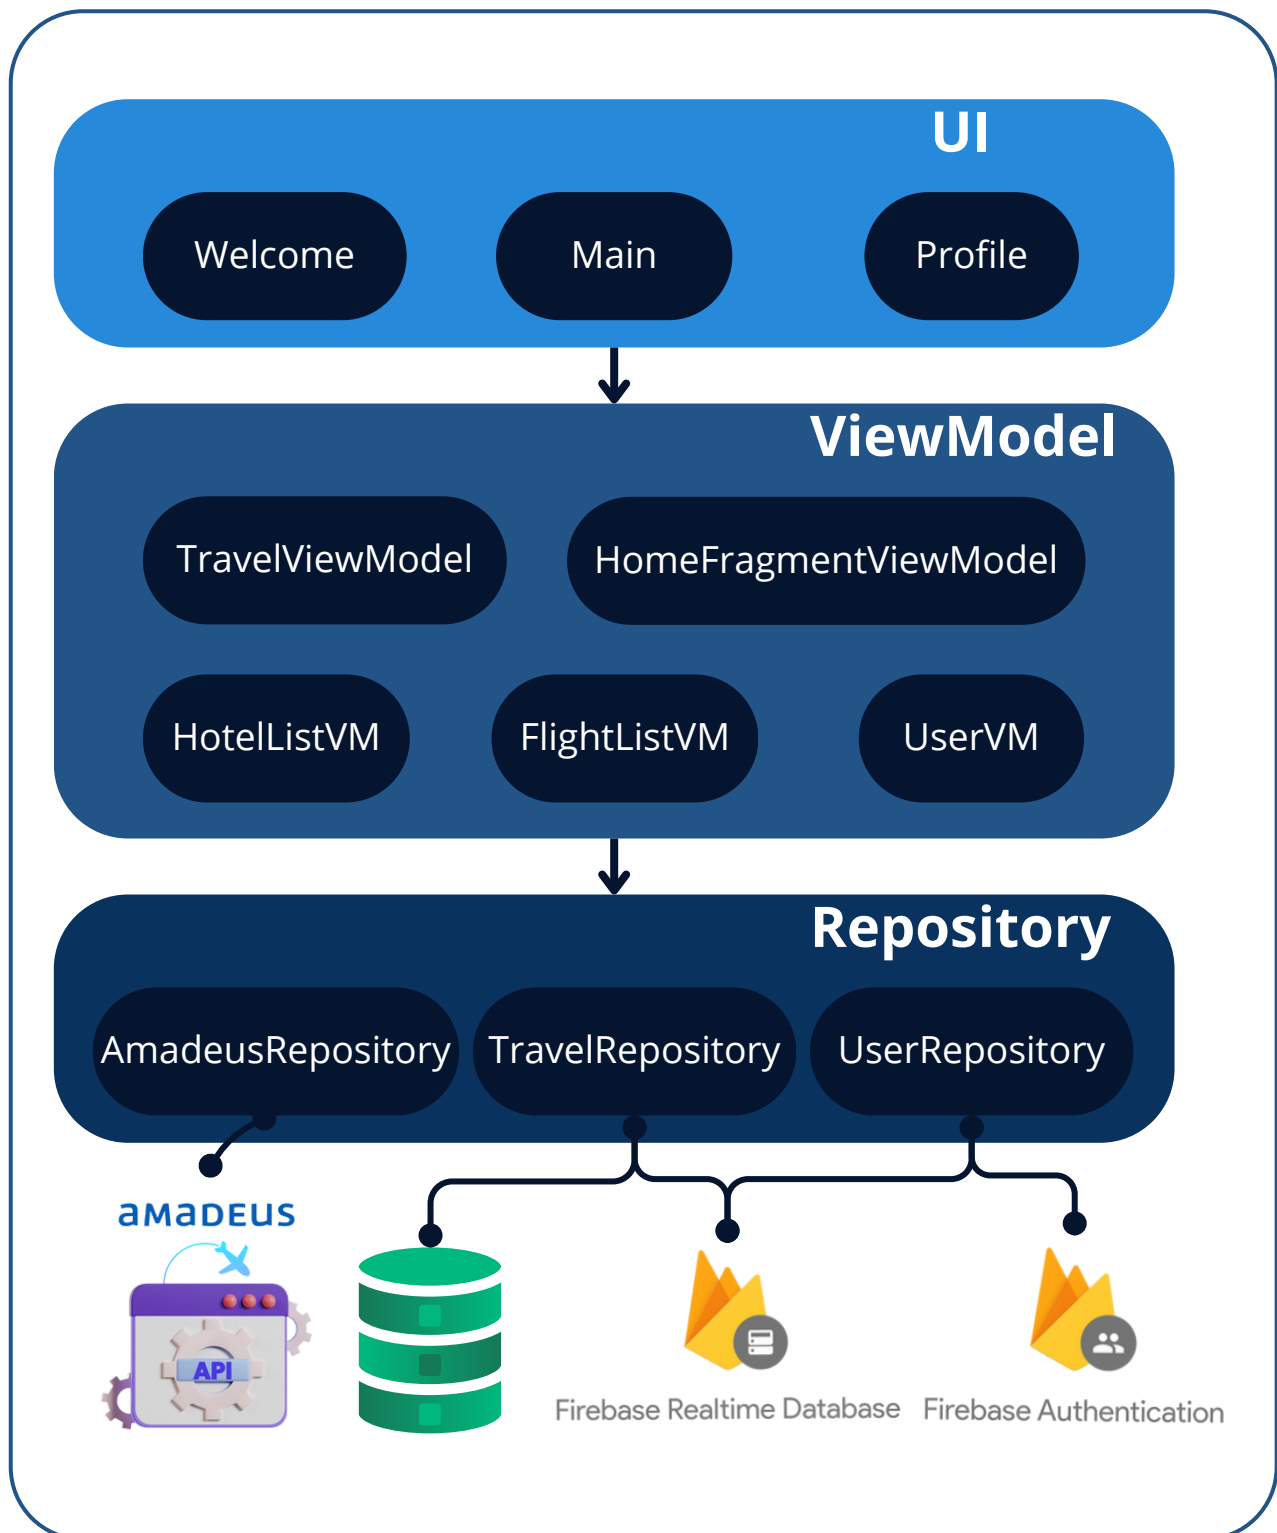 UI
Welcome
Main
Profile
ViewModel
TravelViewModel
HomeFragmentViewModel
HotelListVM
FlightListVM
UserVM
Repository
AmadeusRepository
TravelRepository
UserRepository
amadeus
API
Firebase Realtime Database
Firebase Authentication